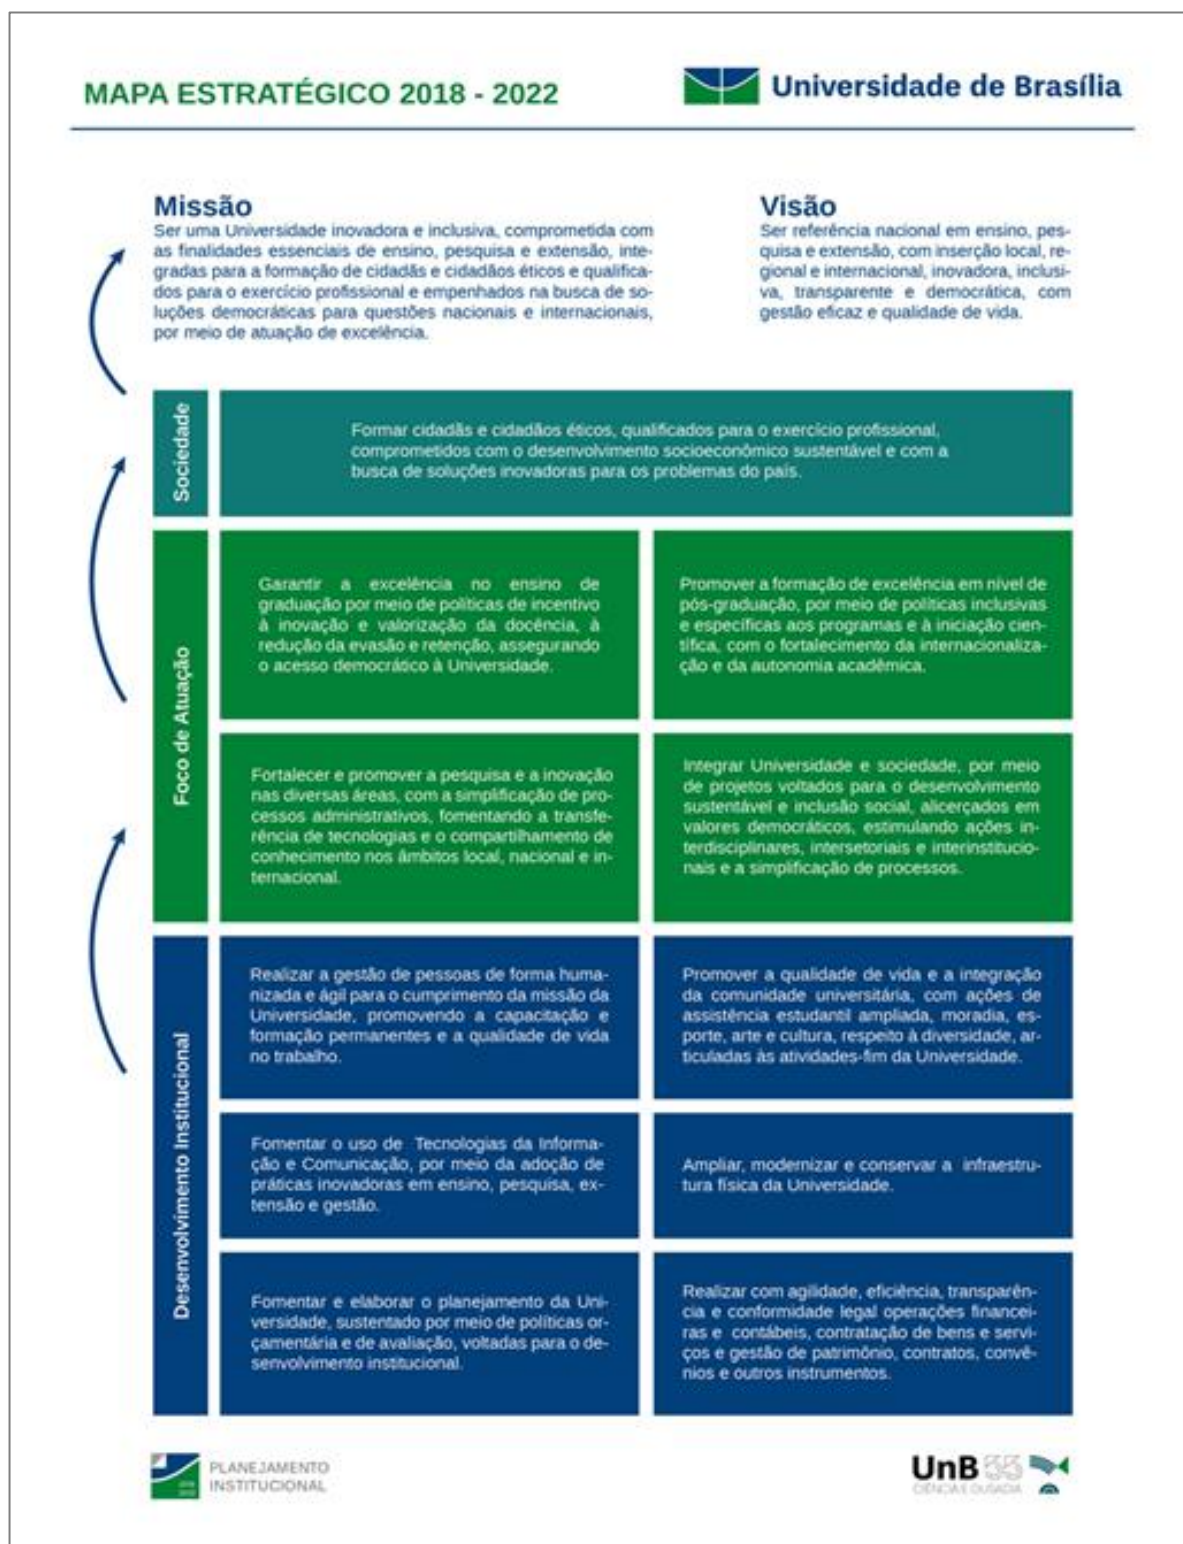 MAPA ESTRATÉGICO 2018 - 2022
Universidade de Brasília
Missão
Ser uma Universidade inovadora e inclusiva, comprometida com
as finalidades essenciais de ensino, pesquisa e extensão, inte-
gradas para a formação de cidadãs e cidadãos éticos e qualifica-
dos para o exercício profissional e empenhados na busca de so-
luções democráticas para questões nacionais e internacionais,
por meio de atuação de excelência.
Visão
Ser referência nacional em ensino, pes-
quisa e extensão, com inserção local, re-
gional e internacional, inovadora, inclusi-
va, transparente e democrática, com
gestão eficaz e qualidade de vida.
Sociedade
Formar cidadãs e cidadãos éticos, qualificados para o exercício profissional,
comprometidos com o desenvolvimento socioeconômico sustentável e com a
busca de soluções inovadoras para os problemas do país.
Foco de Atuação
Garantir a excelência no ensino de
graduação por meio de políticas de incentivo
à inovação e valorização da docência, à
redução da evasão e retenção, assegurando
o acesso democrático à Universidade.
Promover a formação de excelência em nível de
pós-graduação, por meio de políticas inclusivas
e específicas aos programas e à iniciação cien-
tífica, com o fortalecimento da internacionaliza-
ção e da autonomia acadêmica.
Fortalecer e promover a pesquisa e a inovação
nas diversas áreas, com a simplificação de pro-
cessos administrativos, fomentando a transfe-
rência de tecnologias e o compartilhamento de
conhecimento nos âmbitos local, nacional e in-
ternacional.
Integrar Universidade e sociedade, por meio
de projetos voltados para o desenvolvimento
sustentável e inclusão social, alicerçados em
valores democráticos, estimulando ações in-
terdisciplinares, intersetoriais e interinstitucio-
nais e a simplificação de processos.
Desenvolvimento Institucional
Realizar a gestão de pessoas de forma huma-
nizada e ágil para o cumprimento da missão da
Universidade, promovendo a capacitação e
formação permanentes e a qualidade de vida
no trabalho.
Promover a qualidade de vida e a integração
da comunidade universitária, com ações de
assistência estudantil ampliada, moradia, es-
porte, arte e cultura, respeito à diversidade, ar-
ticuladas às atividades-fim da Universidade.
Fomentar o uso de Tecnologias da Informa-
ção e Comunicação, por meio da adoção de
práticas inovadoras em ensino, pesquisa, ex-
tensão e gestão.
Ampliar, modernizar e conservar a infraestru-
tura física da Universidade.
Fomentar e elaborar o planejamento da Uni-
versidade, sustentado por meio de políticas or-
çamentária e de avaliação, voltadas para o de-
senvolvimento institucional.
Realizar com agilidade, eficiência, transparên-
cia e conformidade legal operações financei-
ras e contábeis, contratação de bens e servi-
ços e gestão de patrimônio, contratos, convê-
nios e outros instrumentos.
PLANEJAMENTO
INSTITUCIONAL
UnB 55
CIÊNCIA E OUSADIA